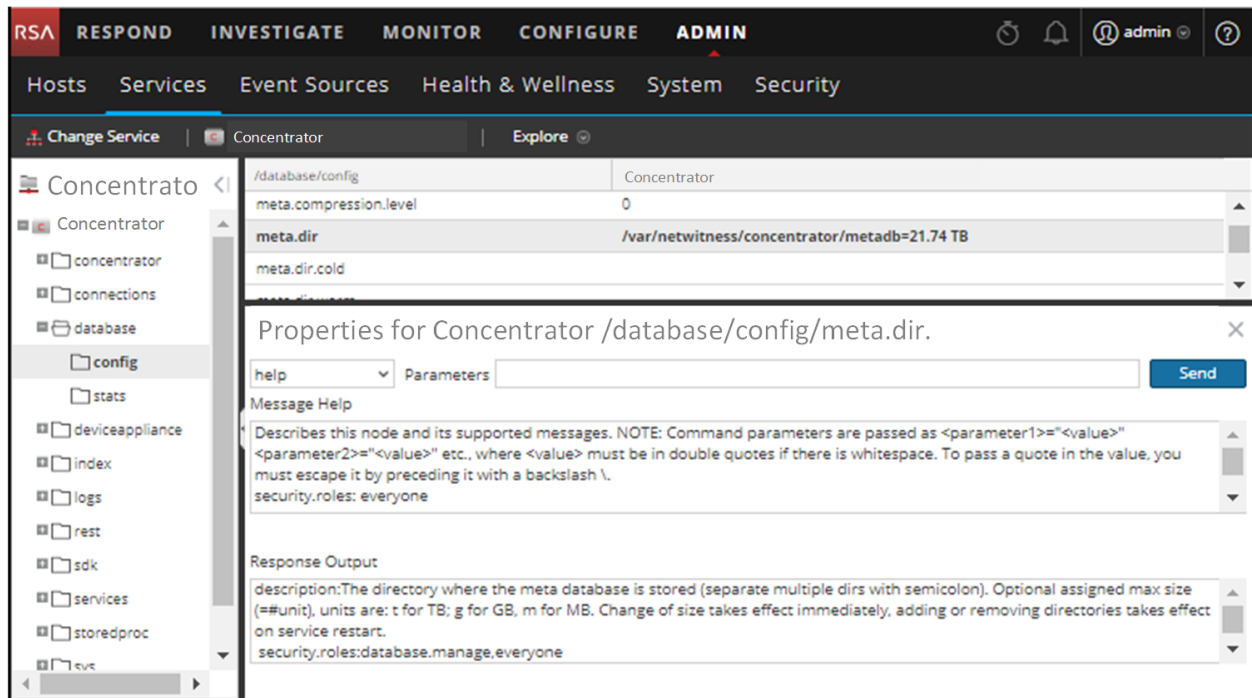 RSA RESPOND INVESTIGATE MONITOR CONFIGURE ADMIN admin ?
Hosts Services Event Sources Health & Wellness System Security
Change Service | C Concentrator | Explore
Concentrato
C Concentrator
concentrator
connections
database
config
stats
deviceappliance
index
logs
rest
sdk
services
storedproc
sys
/database/config Concentrator
meta.compression.level 0
meta.dir /var/netwitness/concentrator/metadb=21.74 TB
meta.dir.cold
meta.dir.warm
Properties for Concentrator /database/config/meta.dir.
help Parameters Send
Message Help
Describes this node and its supported messages. NOTE: Command parameters are passed as <parameter1>="<value>"
<parameter2>="<value>" etc., where <value> must be in double quotes if there is whitespace. To pass a quote in the value, you
must escape it by preceding it with a backslash \.
security.roles: everyone
Response Output
description:The directory where the meta database is stored (separate multiple dirs with semicolon). Optional assigned max size
(=#unit), units are: t for TB; g for GB, m for MB. Change of size takes effect immediately, adding or removing directories takes effect
on service restart.
security.roles:database.manage,everyone